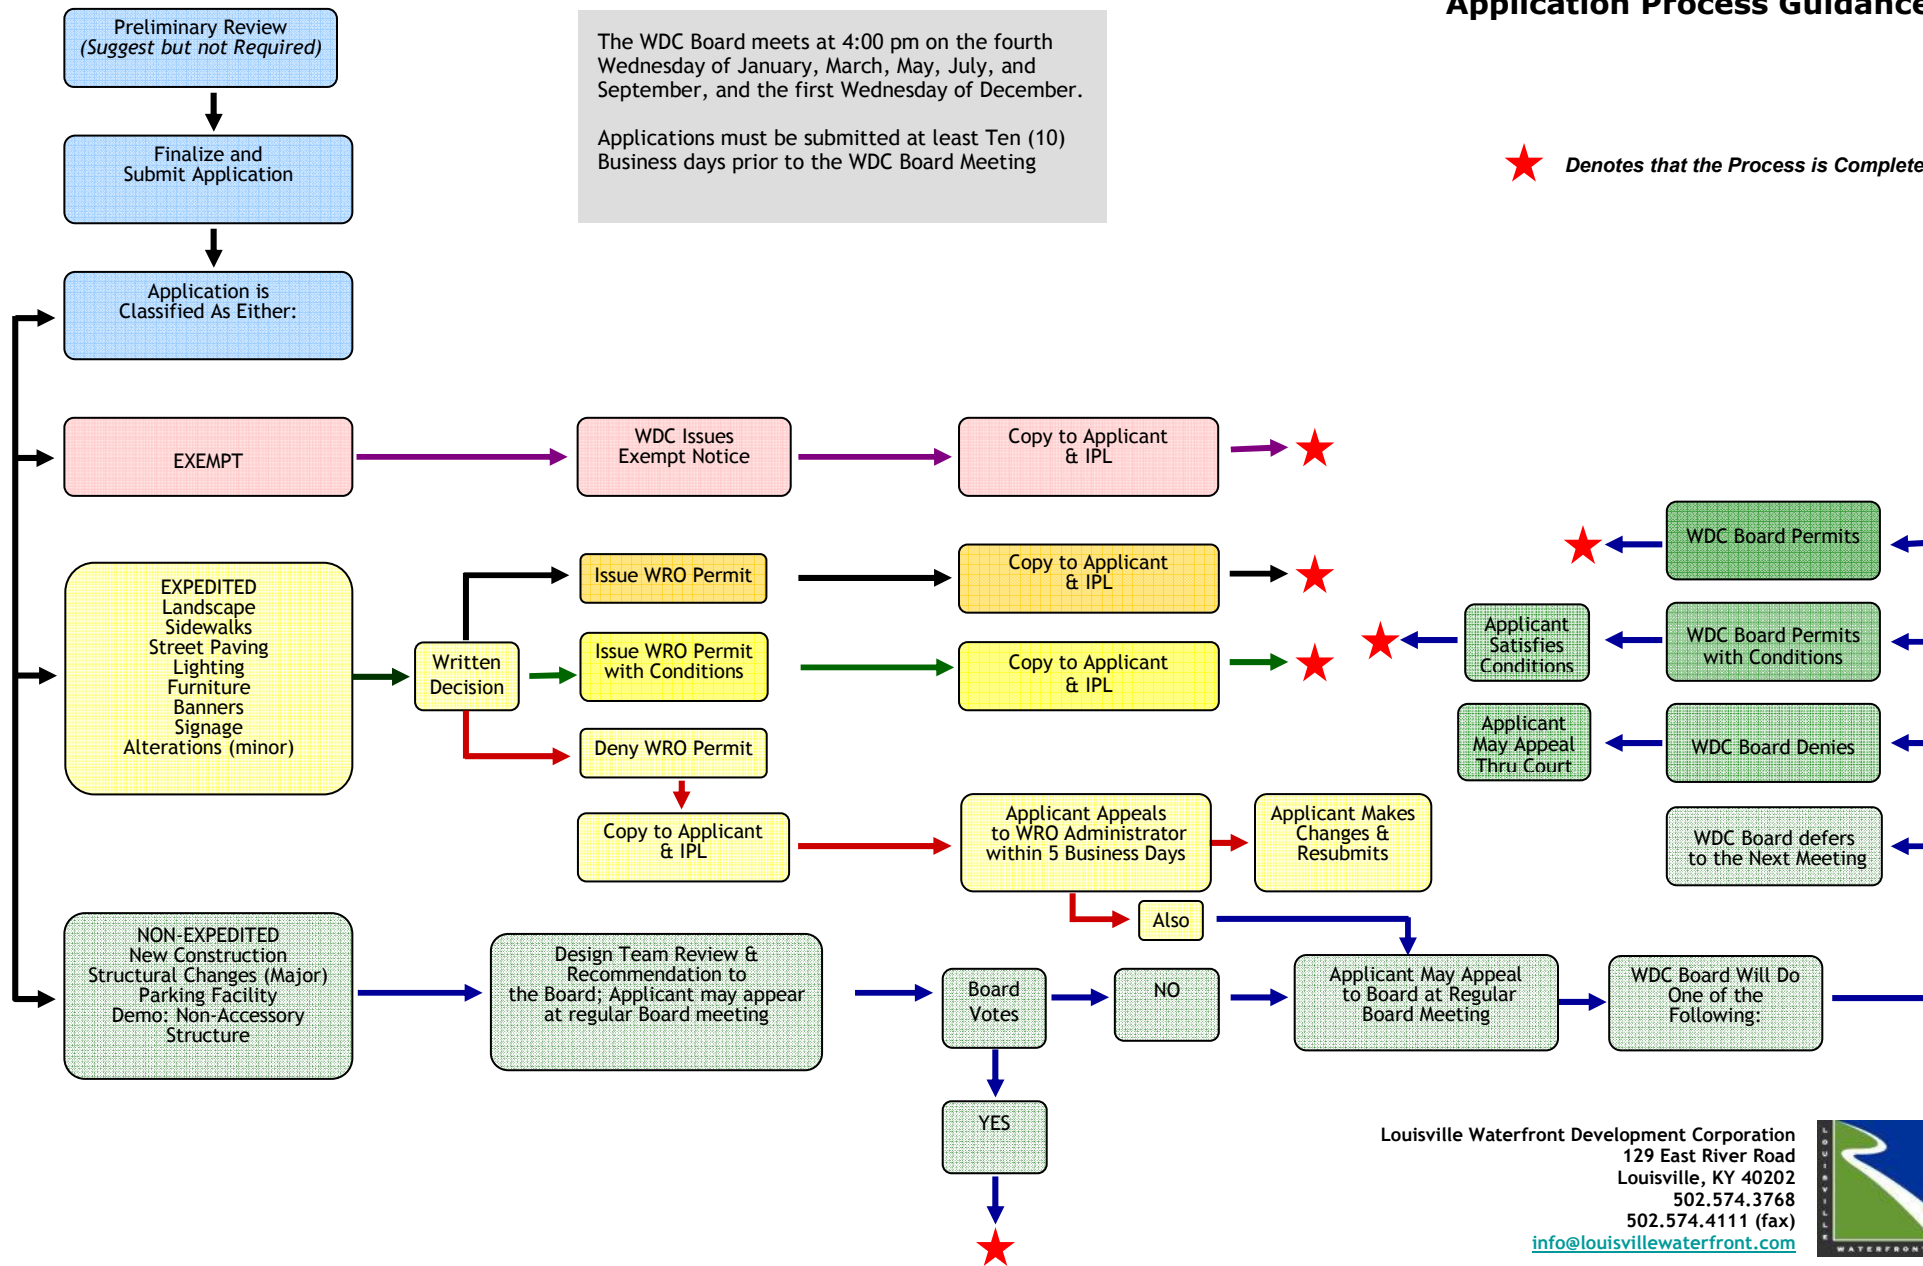 Application Process Guidance
Preliminary Review
(Suggest but not Required)
The WDC Board meets at 4:00 pm on the fourth
Wednesday of January, March, May, July, and
September, and the first Wednesday of December.
Applications must be submitted at least Ten (10)
Business days prior to the WDC Board Meeting
Finalize and
Submit Application
Denotes that the Process is Complete
Application is
Classified As Either:
EXEMPT
WDC Issues
Exempt Notice
Copy to Applicant
& IPL
EXPEDITED
Landscape
Sidewalks
Street Paving
Lighting
Furniture
Banners
Signage
Alterations (minor)
Written
Decision
Issue WRO Permit
Copy to Applicant
& IPL
Issue WRO Permit
with Conditions
Copy to Applicant
& IPL
Deny WRO Permit
Copy to Applicant
& IPL
Applicant Appeals
to WRO Administrator
within 5 Business Days
Applicant Makes
Changes &
Resubmits
Also
WDC Board Permits
WDC Board Permits
with Conditions
Applicant
Satisfies
Conditions
WDC Board Denies
Applicant
May Appeal
Thru Court
WDC Board defers
to the Next Meeting
NON-EXPEDITED
New Construction
Structural Changes (Major)
Parking Facility
Demo: Non-Accessory
Structure
Design Team Review &
Recommendation to
the Board; Applicant may appear
at regular Board meeting
Board
Votes
NO
YES
Applicant May Appeal
to Board at Regular
Board Meeting
WDC Board Will Do
One of the
Following:
Louisville Waterfront Development Corporation
129 East River Road
Louisville, KY 40202
502.574.3768
502.574.4111 (fax)
info@louisvillewaterfront.com
LOUISVILLE
WATERFRONT